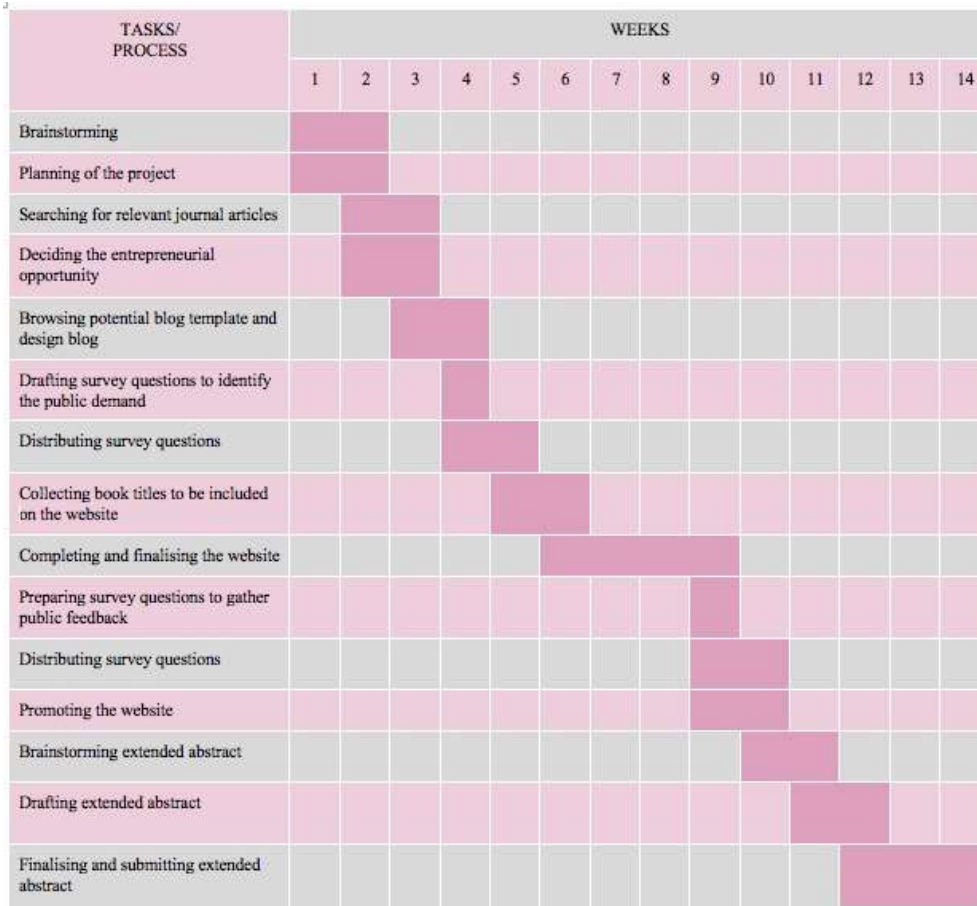 TASKS/
PROCESS
WEEKS
1 2 3 4 5 6 7 8 9 10 11 12 13 14
Brainstorming
Planning of the project
Searching for relevant journal articles
Deciding the entrepreneurial
opportunity
Browsing potential blog template and
design blog
Drafting survey questions to identify
the public demand
Distributing survey questions
Collecting book titles to be included
on the website
Completing and finalising the website
Preparing survey questions to gather
public feedback
Distributing survey questions
Promoting the website
Brainstorming extended abstract
Drafting extended abstract
Finalising and submitting extended
abstract